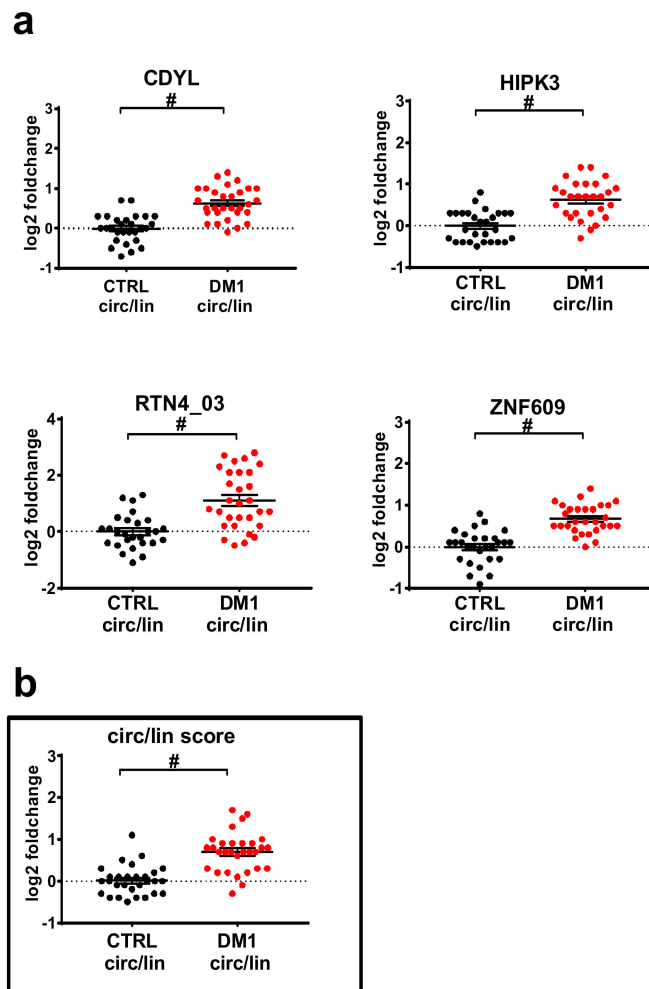 a
CDYL
#
log2 foldchange
3
2
1
0
-1
CTRL
circ/lin
DM1
circ/lin
HIPK3
#
log2 foldchange
3
2
1
0
-1
CTRL
circ/lin
DM1
circ/lin
RTN4_03
#
log2 foldchange
4
2
0
-2
CTRL
circ/lin
DM1
circ/lin
ZNF609
#
log2 foldchange
3
2
1
0
-1
CTRL
circ/lin
DM1
circ/lin
b
circ/lin score
#
log2 foldchange
3
2
1
0
-1
CTRL
circ/lin
DM1
circ/lin